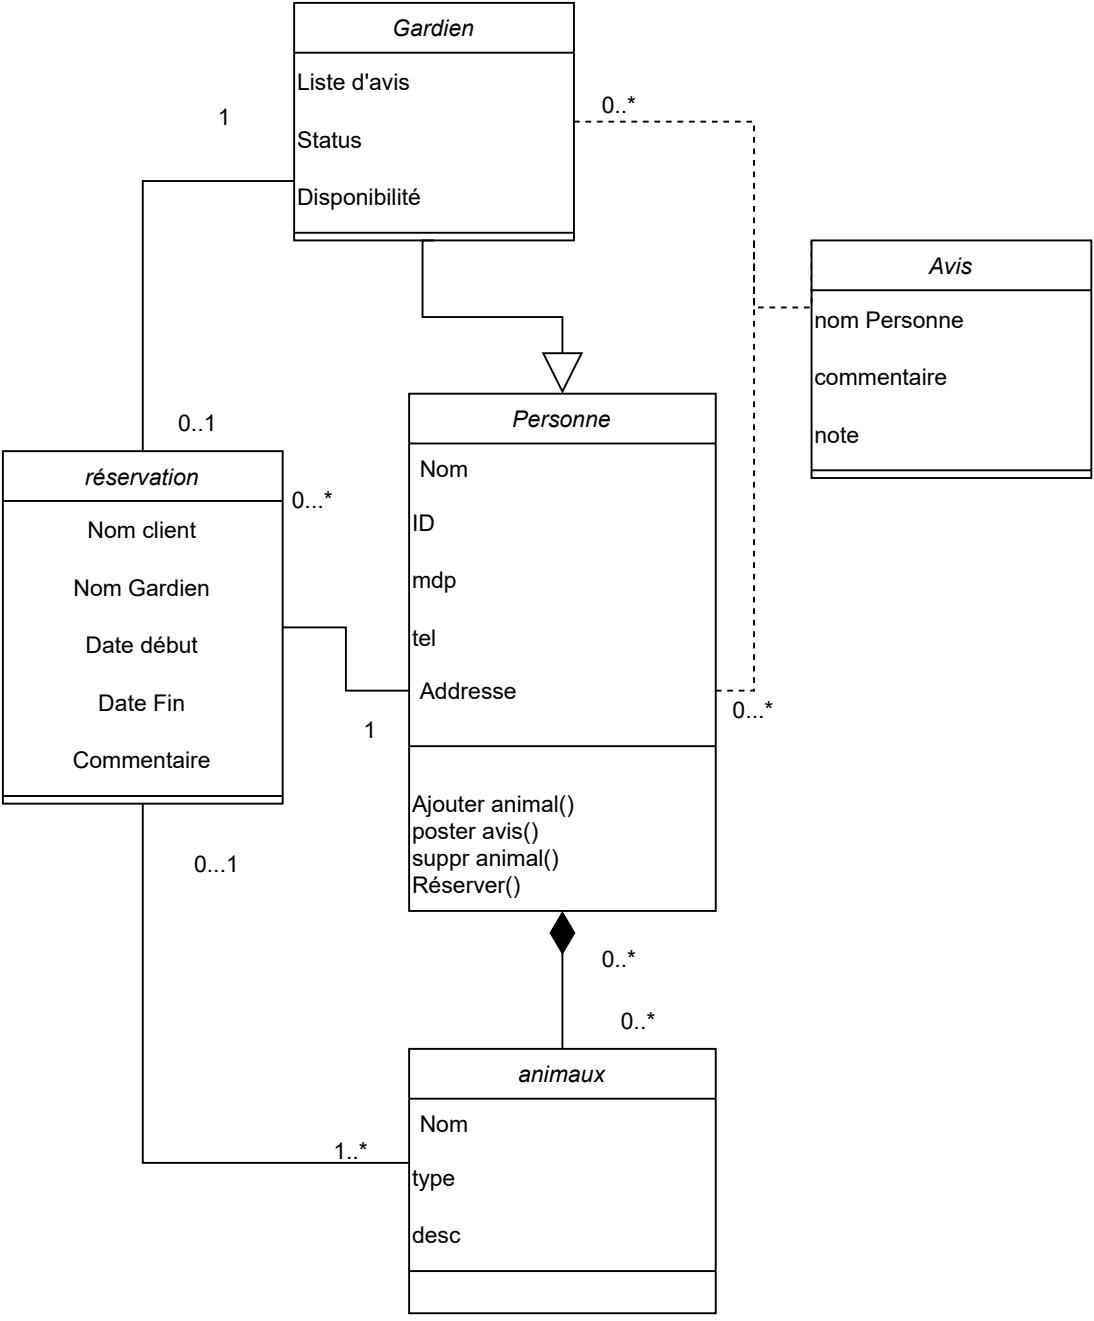 Gardien
Liste d'avis
Status
Disponibilité
1
0..*
Avis
nom Personne
commentaire
note
0..1
réservation
Nom client
Nom Gardien
Date début
Date Fin
Commentaire
0...*
Personne
Nom
ID
mdp
tel
Addresse
1
0...*
Ajouter animal()
poster avis()
suppr animal()
Réserver()
0...1
0..*
0..*
animaux
Nom
type
desc
1..*